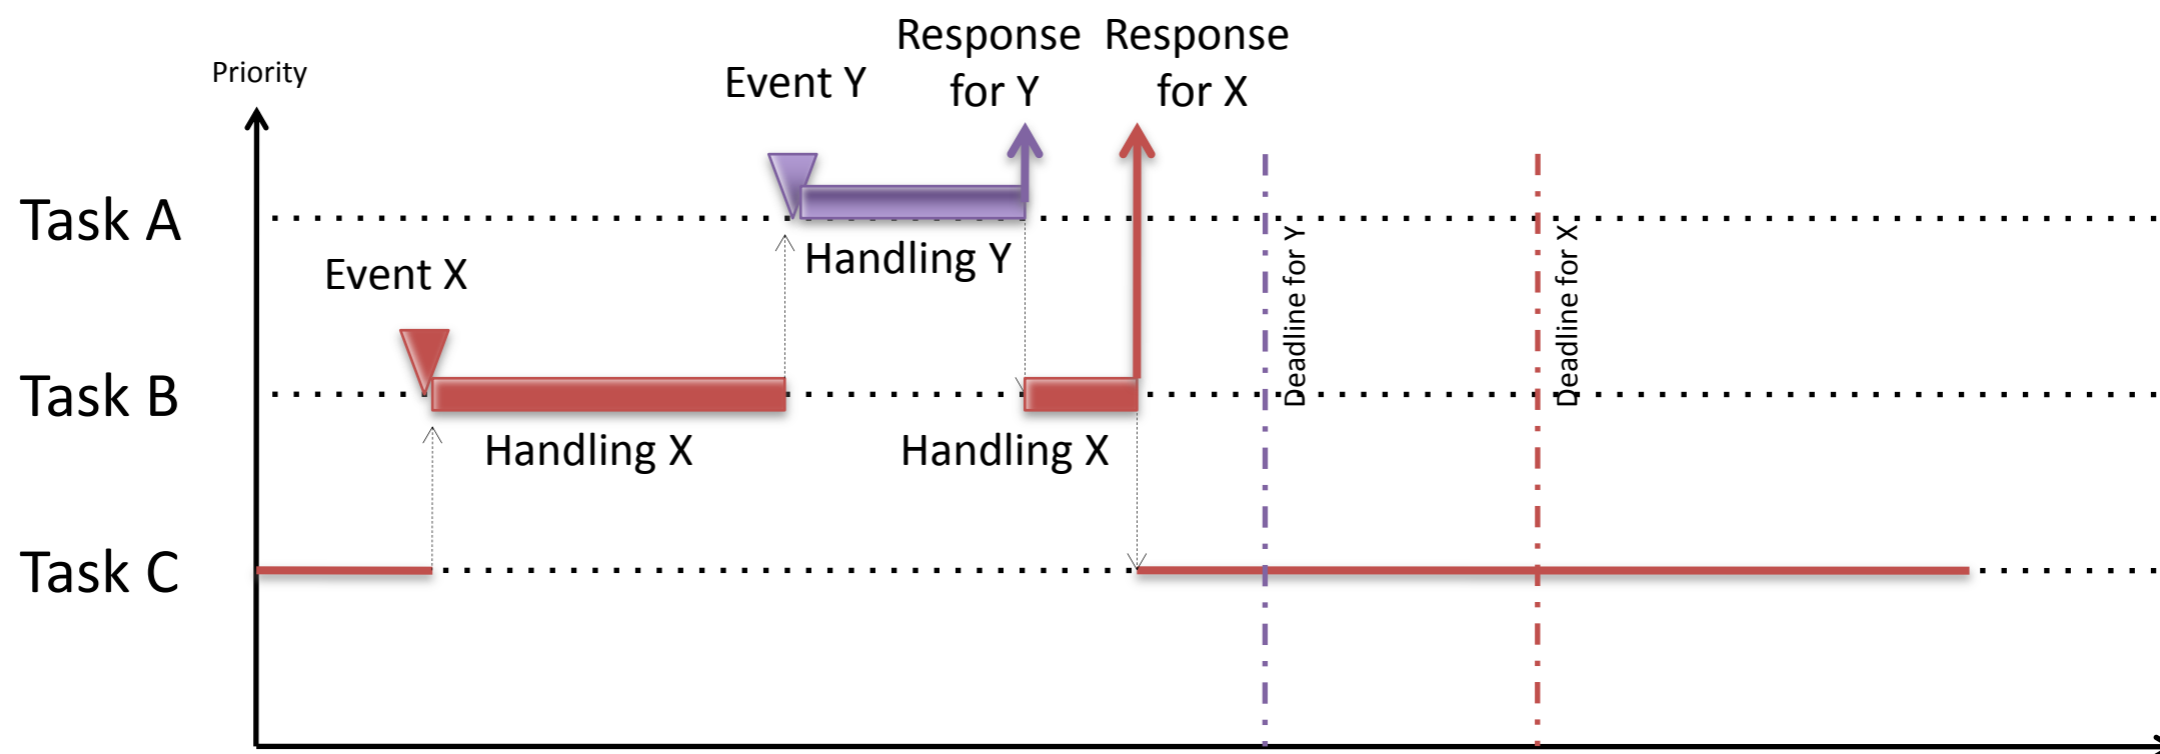 Response
for Y
Response
for X
Event Y
Priority
Task A
Handling Y
Event X
Deadline for Y
Deadline for X
Task B
Handling X
Handling X
Task C